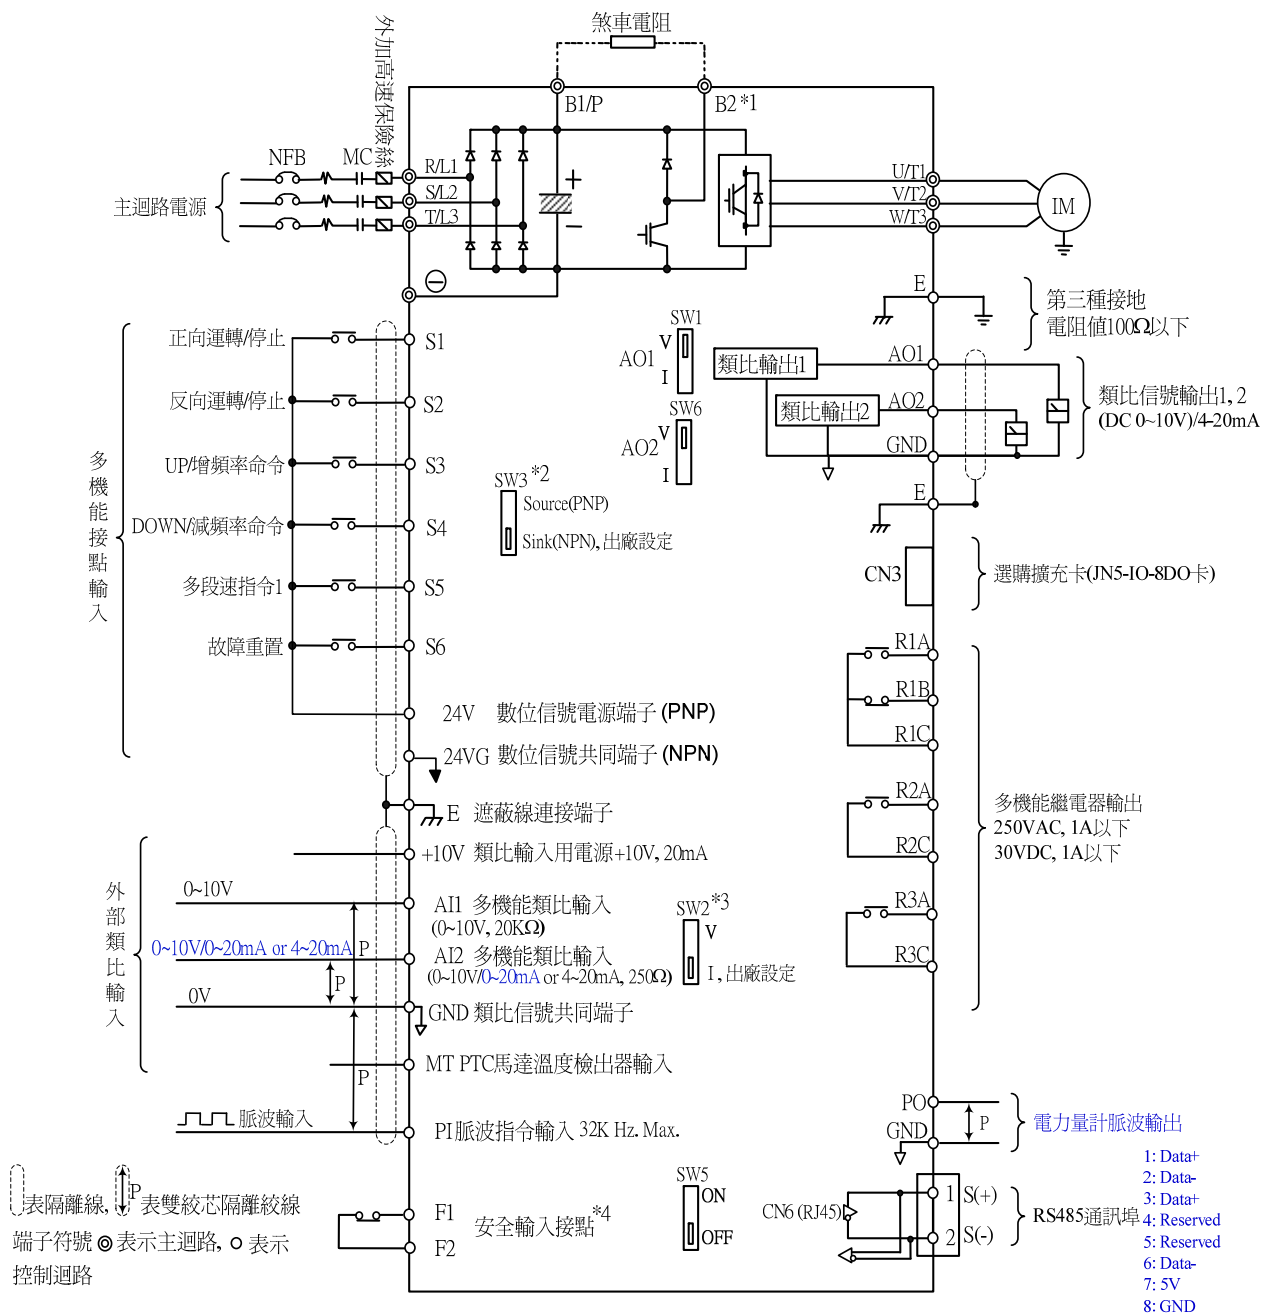 煞車電阻
外加高速保險絲
B1/P
B2*1
NFB
MC
主迴路電源
R/L1
S/L2
T/L3
+
−
U/T1
V/T2
W/T3
IM
E
第三種接地
電阻值100Ω以下
多機能接點輸入
正向運轉/停止
S1
反向運轉/停止
S2
UP/增頻率命令
S3
DOWN/減頻率命令
S4
多段速指令1
S5
故障重置
S6
24V 數位信號電源端子(PNP)
24VG 數位信號共同端子(NPN)
E 遮蔽線連接端子
SW1
AO1
V
I
SW6
AO2
V
I
SW3*2
Source(PNP)
Sink(NPN), 出廠設定
類比輸出1
AO1
類比輸出2
AO2
GND
類比信號輸出1, 2
(DC 0~10V)/4-20mA
E
CN3
選購擴充卡(JN5-IO-8DO卡)
R1A
R1B
R1C
R2A
R2C
R3A
R3C
多機能繼電器輸出
250VAC, 1A以下
30VDC, 1A以下
外部類比輸入
+10V 類比輸入用電源+10V, 20mA
0~10V
AI1 多機能類比輸入
(0~10V, 20KΩ)
0~10V/0~20mA or 4~20mA
P
AI2 多機能類比輸入
(0~10V/0~20mA or 4~20mA, 250Ω)
P
0V
GND 類比信號共同端子
SW2*3
V
I , 出廠設定
MT PTC馬達溫度檢出器輸入
P
脈波輸入
PI脈波指令輸入 32K Hz. Max.
PO
GND
P
電力量計脈波輸出
F1
F2
安全輸入接點*4
SW5
ON
OFF
CN6 (RJ45)
1 S(+)
2 S(-)
RS485通訊埠
1: Data+
2: Data-
3: Data+
4: Reserved
5: Reserved
6: Data-
7: 5V
8: GND
表隔離線, P 表雙絞芯隔離絞線
端子符號 ◎ 表示主迴路, ○ 表示
控制迴路